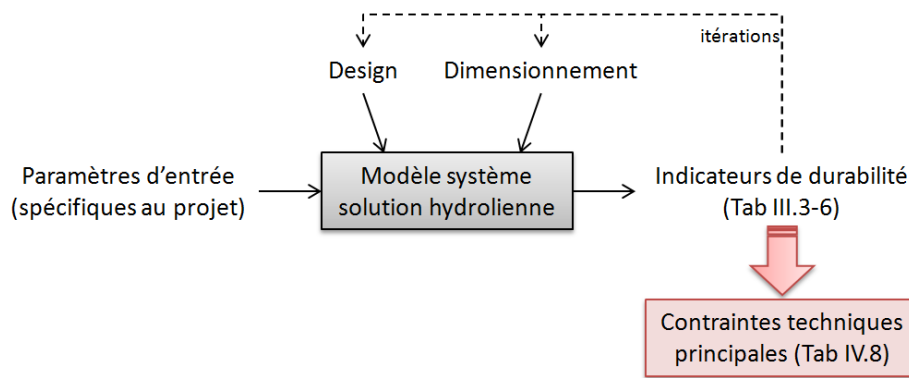 itérations
Design
Dimensionnement
Paramètres d'entrée
(spécifiques au projet)
Modèle système
solution hydrolienne
Indicateurs de durabilité
(Tab III.3-6)
Contraintes techniques
principales (Tab IV.8)